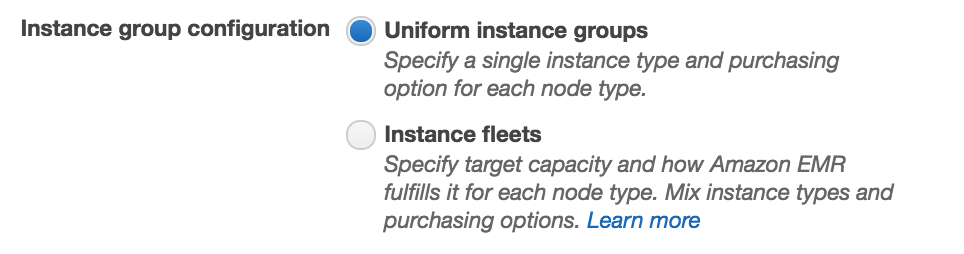 Instance group configuration
Uniform instance groups
Specify a single instance type and purchasing
option for each node type.
Instance fleets
Specify target capacity and how Amazon EMR
fulfills it for each node type. Mix instance types and
purchasing options. Learn more